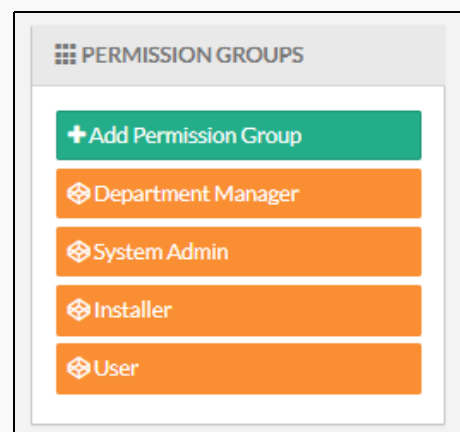 PERMISSION GROUPS
Add Permission Group
Department Manager
System Admin
Installer
User